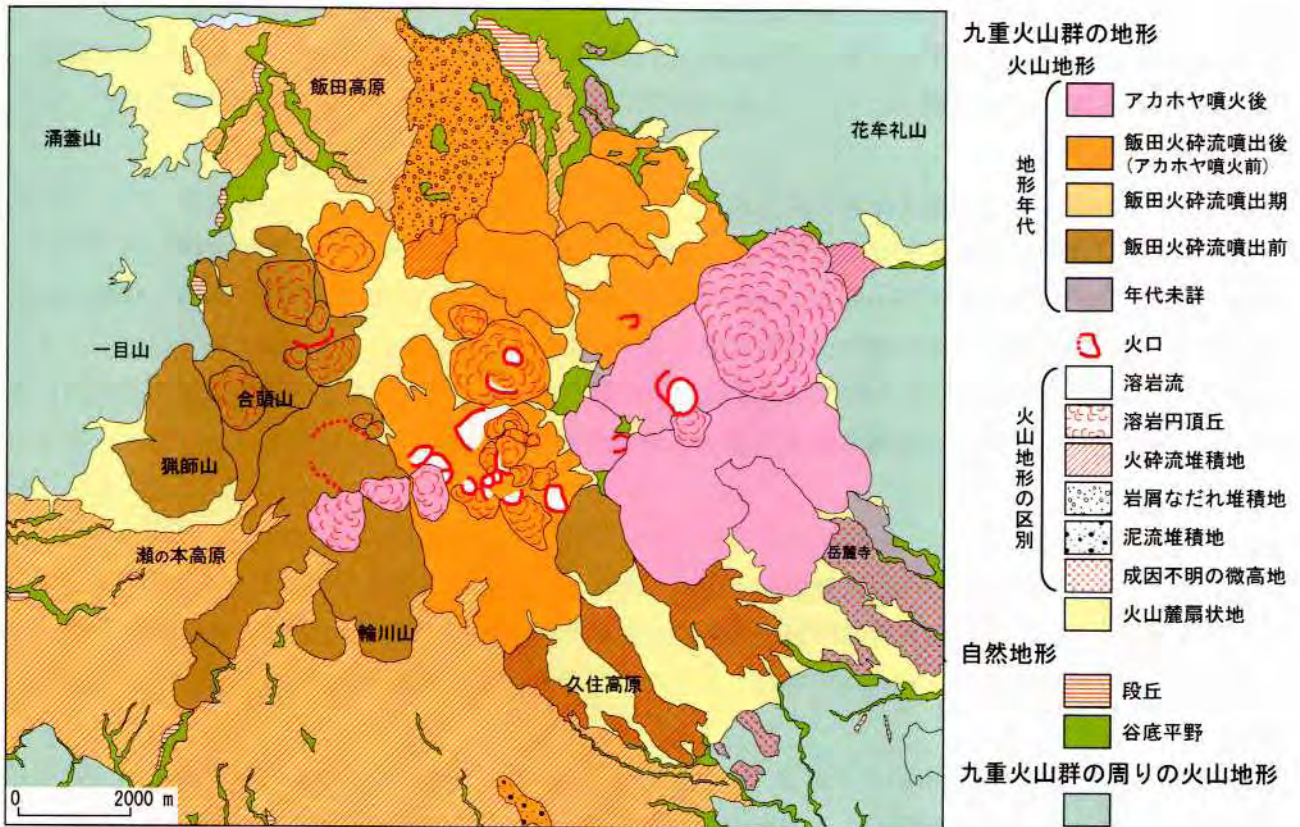 飯田高原
涌蓋山
花牟礼山
一目山
合頭山
猟師山
瀬の本高原
岳麓寺
輪川山
久住高原
0 2000 m
九重火山群の地形
火山地形
地形年代
アカホヤ噴火後
飯田火砕流噴出後
(アカホヤ噴火前)
飯田火砕流噴出期
飯田火砕流噴出前
年代未詳
火口
火山地形の区別
溶岩流
溶岩円頂丘
火砕流堆積地
岩屑なだれ堆積地
泥流堆積地
成因不明の微高地
火山麓扇状地
自然地形
段丘
谷底平野
九重火山群の周りの火山地形